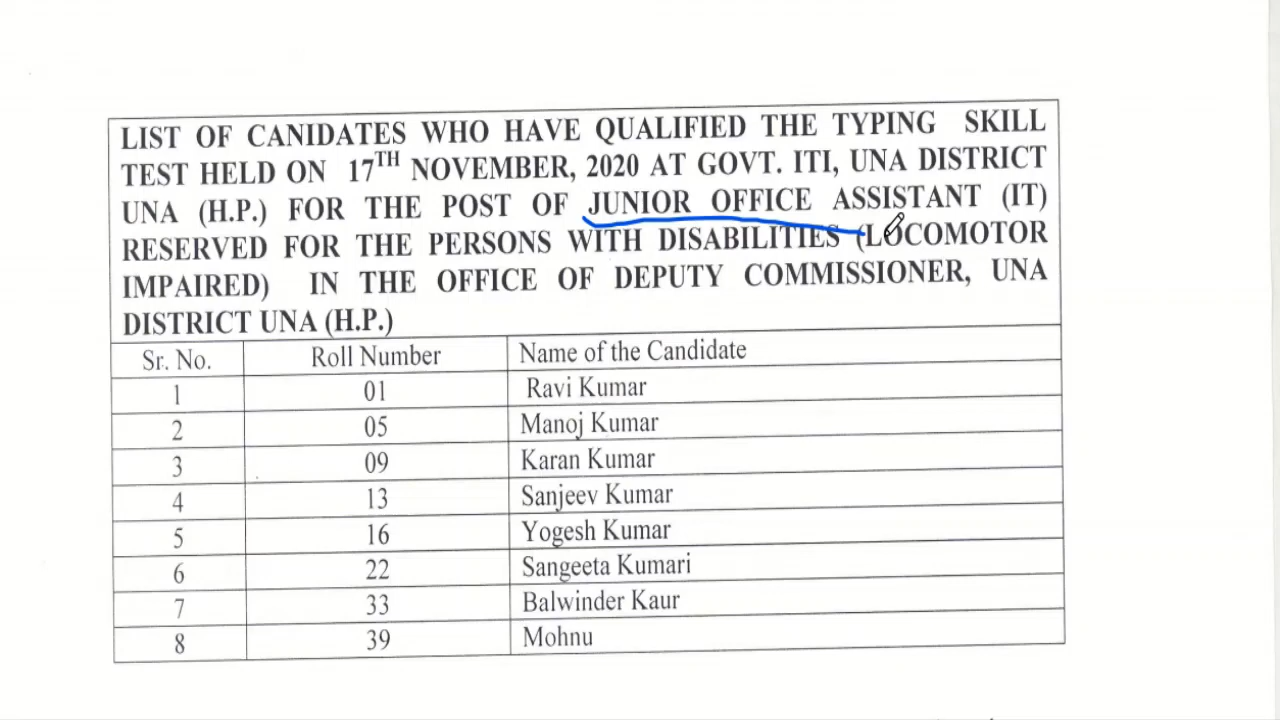 LIST OF CANIDATES WHO HAVE QUALIFIED THE TYPING SKILL
TEST HELD ON 17TH NOVEMBER, 2020 AT GOVT. ITI, UNA DISTRICT
UNA (H.P.) FOR THE POST OF JUNIOR OFFICE ASSISTANT (IT)
RESERVED FOR THE PERSONS WITH DISABILITIES (LOCOMOTOR
IMPAIRED) IN THE OFFICE OF DEPUTY COMMISSIONER, UNA
DISTRICT UNA (H.P.)
Sr. No. Roll Number Name of the Candidate
1 01 Ravi Kumar
2 05 Manoj Kumar
3 09 Karan Kumar
4 13 Sanjeev Kumar
5 16 Yogesh Kumar
6 22 Sangeeta Kumari
7 33 Balwinder Kaur
8 39 Mohnu